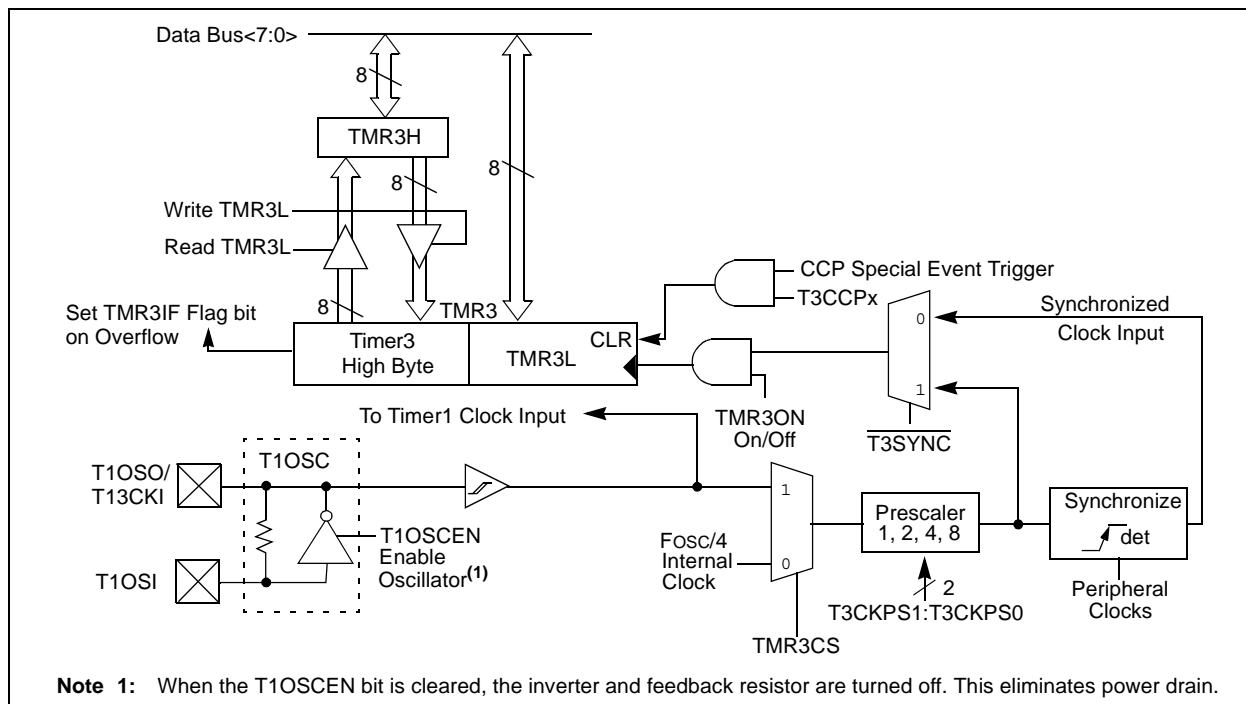 Data Bus<7:0>
8
TMR3H
8
8
Write TMR3L
Read TMR3L
8
TMR3
CCP Special Event Trigger
T3CCPx
Set TMR3IF Flag bit
on Overflow
Timer3
High Byte
TMR3L
CLR
0
1
Synchronized
Clock Input
TMR3ON
On/Off
T3SYNC
To Timer1 Clock Input
T1OSC
T1OSO/
T13CKI
T1OSI
T1OSCEN
Enable
Oscillator(1)
FOSC/4
Internal
Clock
1
0
TMR3CS
Prescaler
1, 2, 4, 8
2
T3CKPS1:T3CKPS0
Synchronize
det
Peripheral
Clocks
Note 1: When the T1OSCEN bit is cleared, the inverter and feedback resistor are turned off. This eliminates power drain.